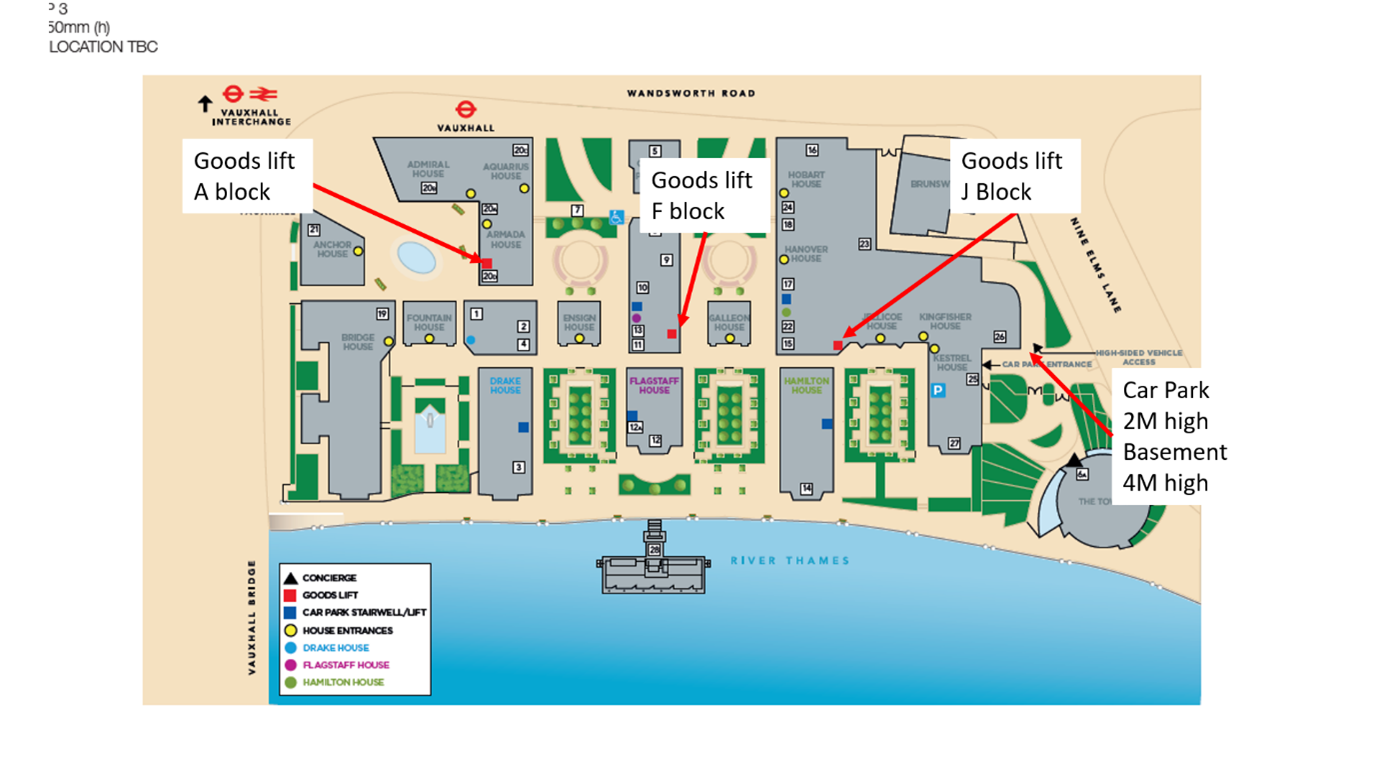 P 3
50mm (h)
LOCATION TBC
WANDSWORTH ROAD
VAUXHALL
INTERCHANGE
VAUXHALL
Goods lift
A block
Goods lift
F block
Goods lift
J Block
ADMIRAL
HOUSE
AQUARIUS
HOUSE
20c
20B
20A
ARMADA
HOUSE
20D
21
ANCHOR
HOUSE
5
7
9
10
13
11
16
HOBART
HOUSE
24
18
HANOVER
HOUSE
23
17
22
15
BRUNSW
NINE ELMS LANE
19
BRIDGE
HOUSE
FOUNTAIN
HOUSE
1
2
4
ENSIGN
HOUSE
GALLEON
HOUSE
JELLICOE
HOUSE
KINGFISHER
HOUSE
26
KESTREL
HOUSE
25
P
27
HIGH-SIDED VEHICLE
ACCESS
CAR PARK ENTRANCE
Car Park
2M high
Basement
4M high
DRAKE
HOUSE
3
FLAGSTAFF
HOUSE
12A
12
HAMILTON
HOUSE
14
6A
THE TOW
28
RIVER THAMES
VAUXHALL BRIDGE
CONCIERGE
GOODS LIFT
CAR PARK STAIRWELL/LIFT
HOUSE ENTRANCES
DRAKE HOUSE
FLAGSTAFF HOUSE
HAMILTON HOUSE